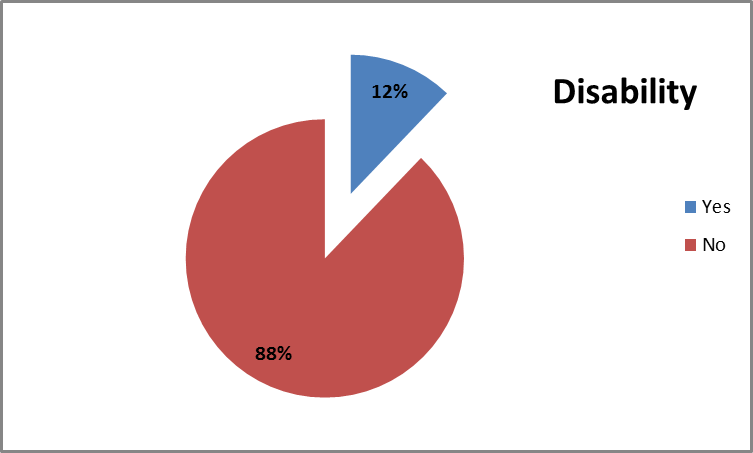 Disability
12%
88%
Yes
No